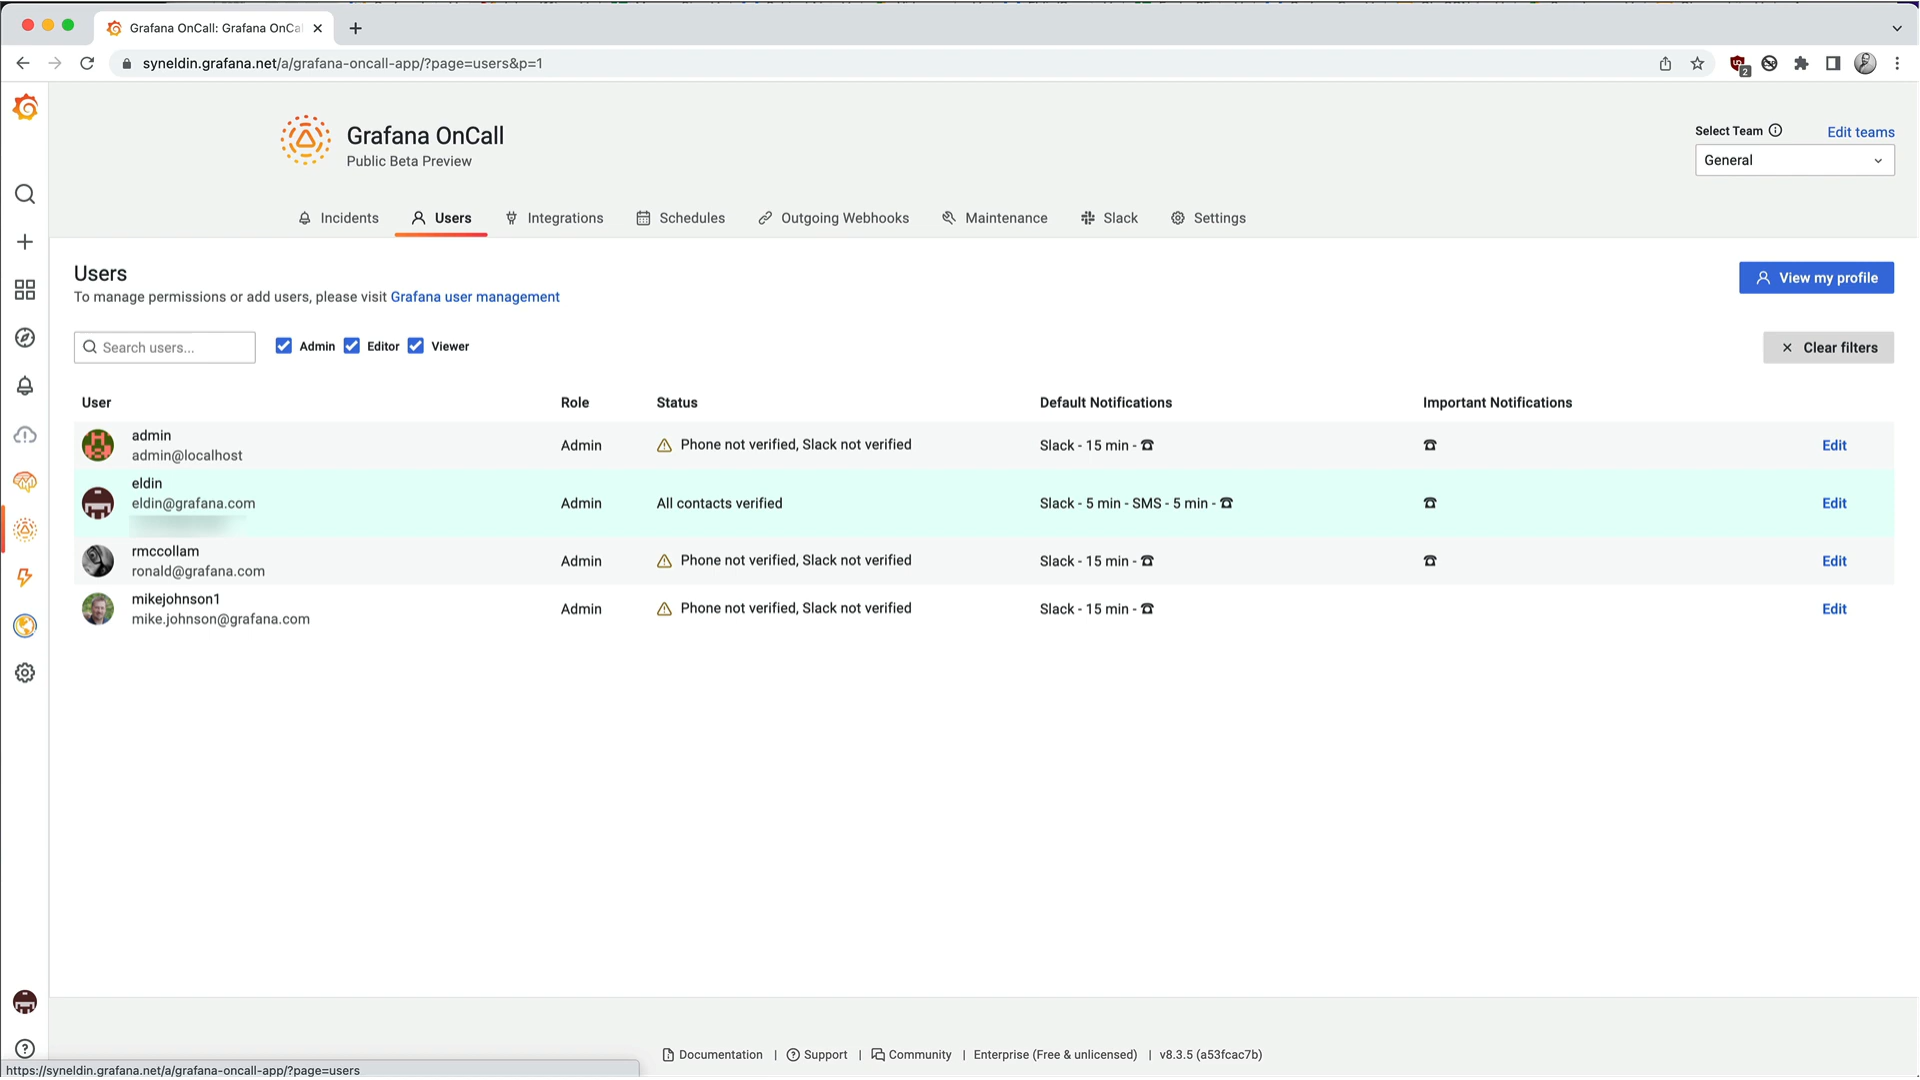 Grafana OnCall: Grafana OnCa
syneldin.grafana.net/a/grafana-oncall-app/?page=users&p=1
2
Grafana OnCall
Public Beta Preview
Select Team
Edit teams
General
Incidents
Users
Integrations
Schedules
Outgoing Webhooks
Maintenance
Slack
Settings
Users
To manage permissions or add users, please visit Grafana user management
View my profile
Search users...
Admin
Editor
Viewer
Clear filters
User Role Status Default Notifications Important Notifications
admin
admin@localhost
Admin
Phone not verified, Slack not verified
Slack - 15 min -
Edit
eldin
eldin@grafana.com
Admin
All contacts verified
Slack - 5 min - SMS - 5 min -
Edit
rmccollam
ronald@grafana.com
Admin
Phone not verified, Slack not verified
Slack - 15 min -
Edit
mikejohnson1
mike.johnson@grafana.com
Admin
Phone not verified, Slack not verified
Slack - 15 min -
Edit
Documentation | Support | Community | Enterprise (Free & unlicensed) | v8.3.5 (a53fcac7b)
https://syneldin.grafana.net/a/grafana-oncall-app/?page=users